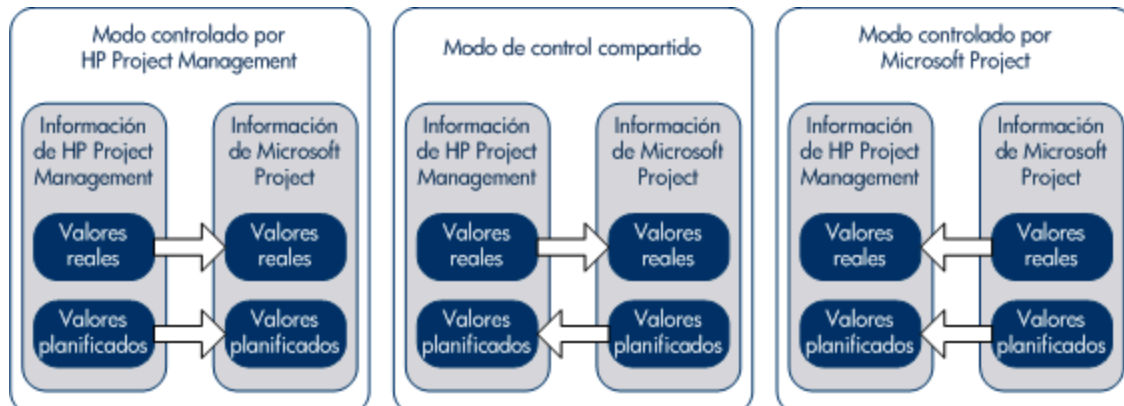 Modo controlado por
HP Project Management
Información
de HP Project
Management
Información
de Microsoft
Project
Valores
reales
Valores
reales
Valores
planificados
Valores
planificados
Modo de control compartido
Información
de HP Project
Management
Información
de Microsoft
Project
Valores
reales
Valores
reales
Valores
planificados
Valores
planificados
Modo controlado por
Microsoft Project
Información
de HP Project
Management
Información
de Microsoft
Project
Valores
reales
Valores
reales
Valores
planificados
Valores
planificados